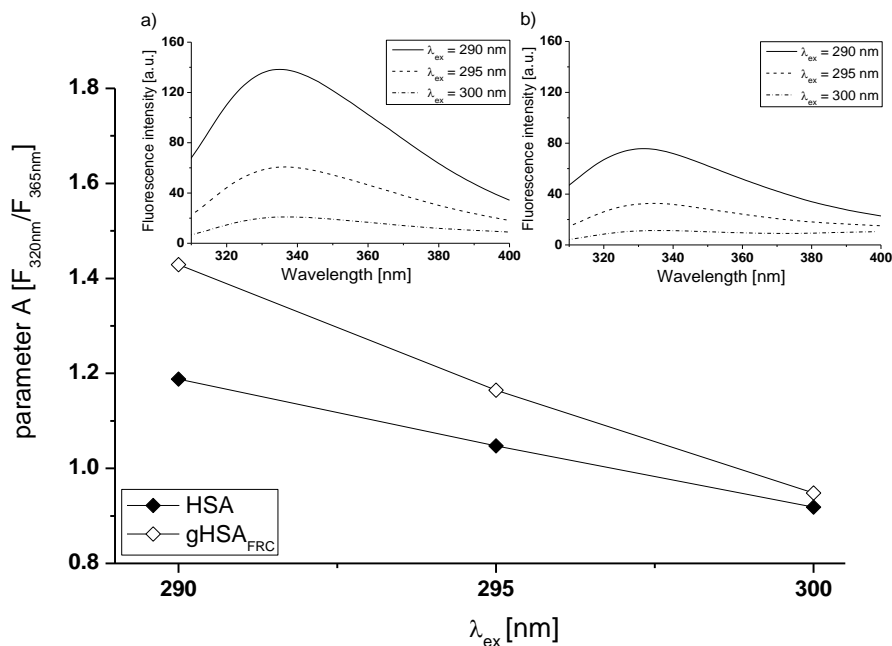 a)
160
120
80
40
0
320
340
360
380
400
Fluorescence intensity [a.u.]
Wavelength [nm]
λex = 290 nm
λex = 295 nm
λex = 300 nm
b)
160
120
80
40
0
320
340
360
380
400
Fluorescence intensity [a.u.]
Wavelength [nm]
λex = 290 nm
λex = 295 nm
λex = 300 nm
parameter A [F320nm/F365nm]
1.8
1.6
1.4
1.2
1.0
0.8
HSA
gHSAFRC
290
295
300
λex [nm]